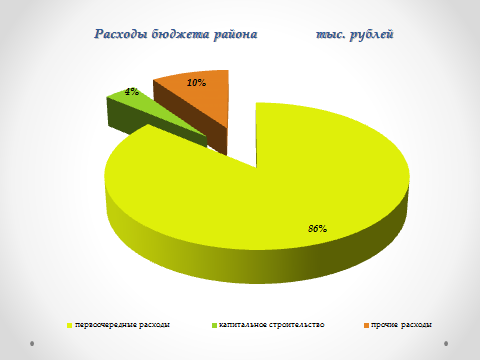 Расходы бюджета района тыс. рублей
10%
4%
86%
первоочередные расходы капитальное строительство прочие расходы